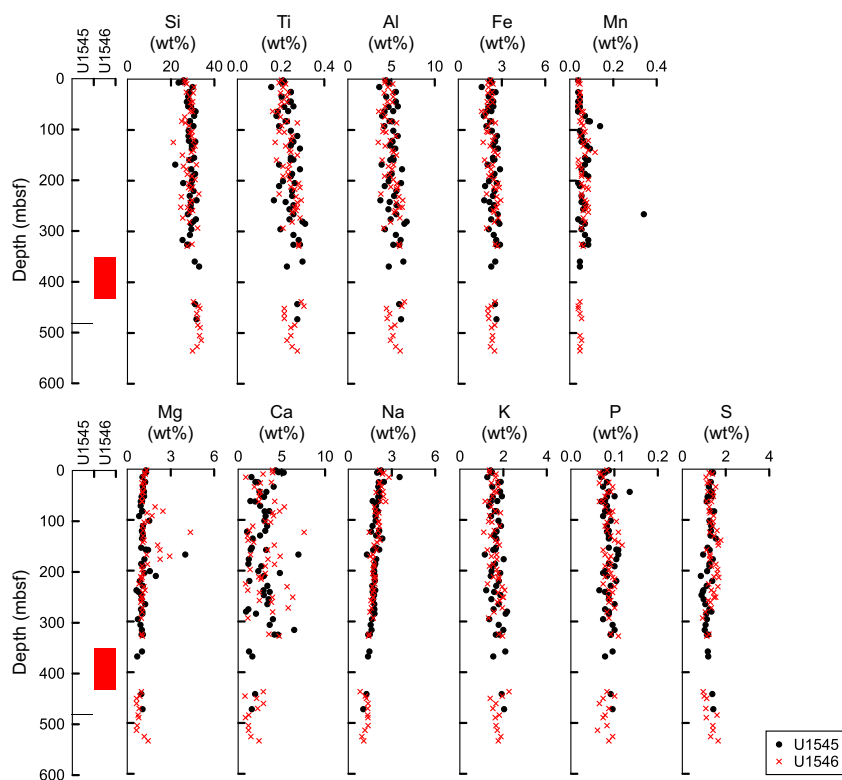 U1545
U1546
Si
(wt%)
Ti
(wt%)
Al
(wt%)
Fe
(wt%)
Mn
(wt%)
0 20 40
0.0 0.2 0.4
0 5 10
0 3 6
0 0.2 0.4
Depth (mbsf)
0
100
200
300
400
500
600
U1545
U1546
Mg
(wt%)
Ca
(wt%)
Na
(wt%)
K
(wt%)
P
(wt%)
S
(wt%)
0 3 6
0 5 10
0 3 6
0 2 4
0 0.1 0.2
0 2 4
Depth (mbsf)
0
100
200
300
400
500
600
U1545
U1546